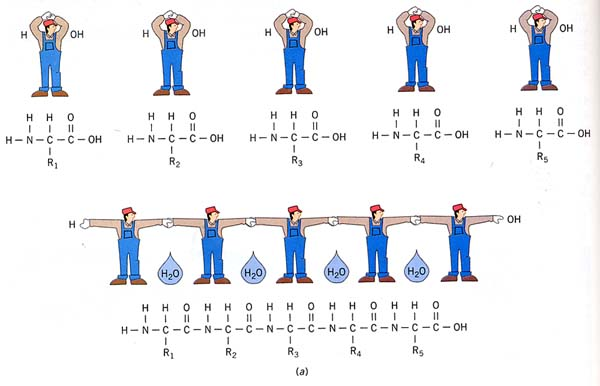 H OH H OH H OH H OH H OH
H H O H H O H H O H H O H H O
H — N — C — C — OH H — N — C — C — OH H — N — C — C — OH H — N — C — C — OH H — N — C — C — OH
R1 R2 R3 R4 R5
H OH
H2O H2O H2O H2O
H H O H H O H H O H H O H H O
H — N — C — C — N — C — C — N — C — C — N — C — C — N — C — C — OH
R1 R2 R3 R4 R5
(a)